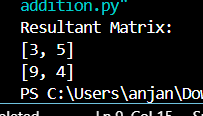 addition.py"
Resultant Matrix:
[3, 5]
[9, 4]
PS C:\Users\anjan\Dow